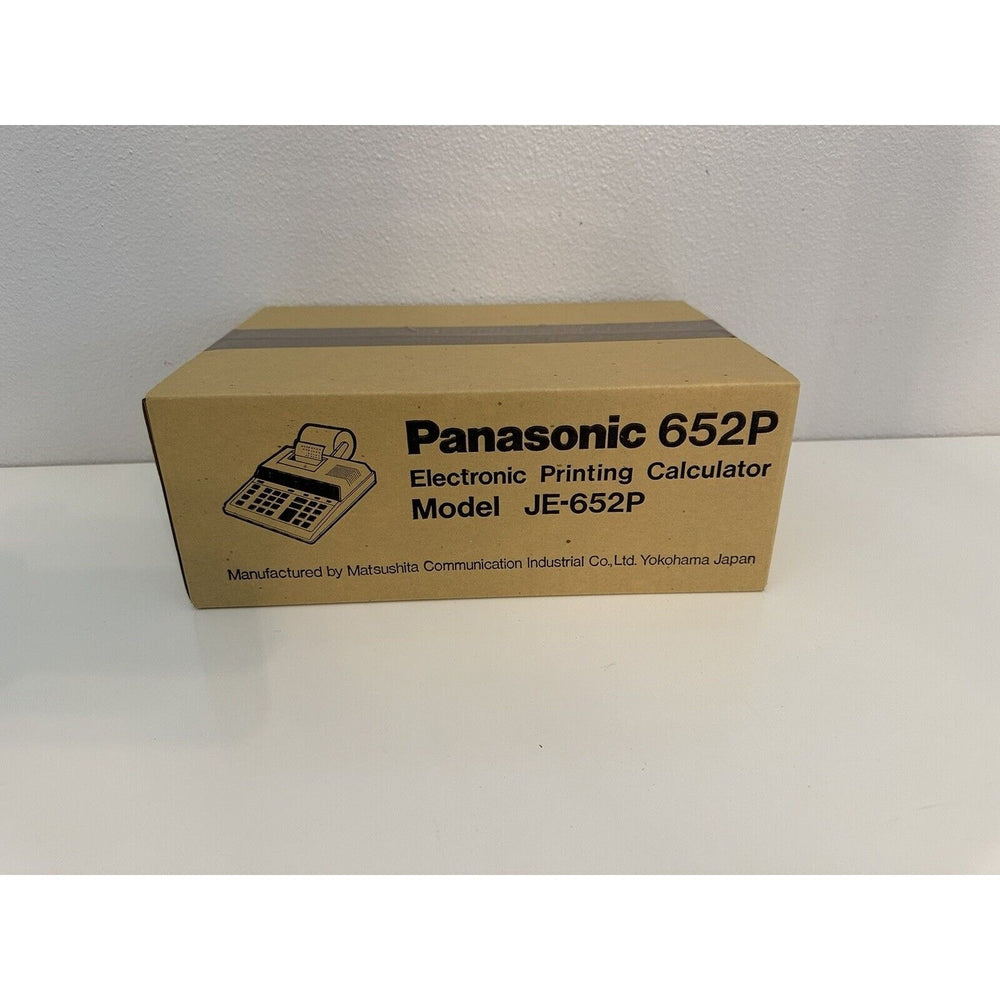 Panasonic 652P
Electronic Printing Calculator
Model JE-652P
Manufactured by Matsushita Communication Industrial Co., Ltd. Yokohama Japan